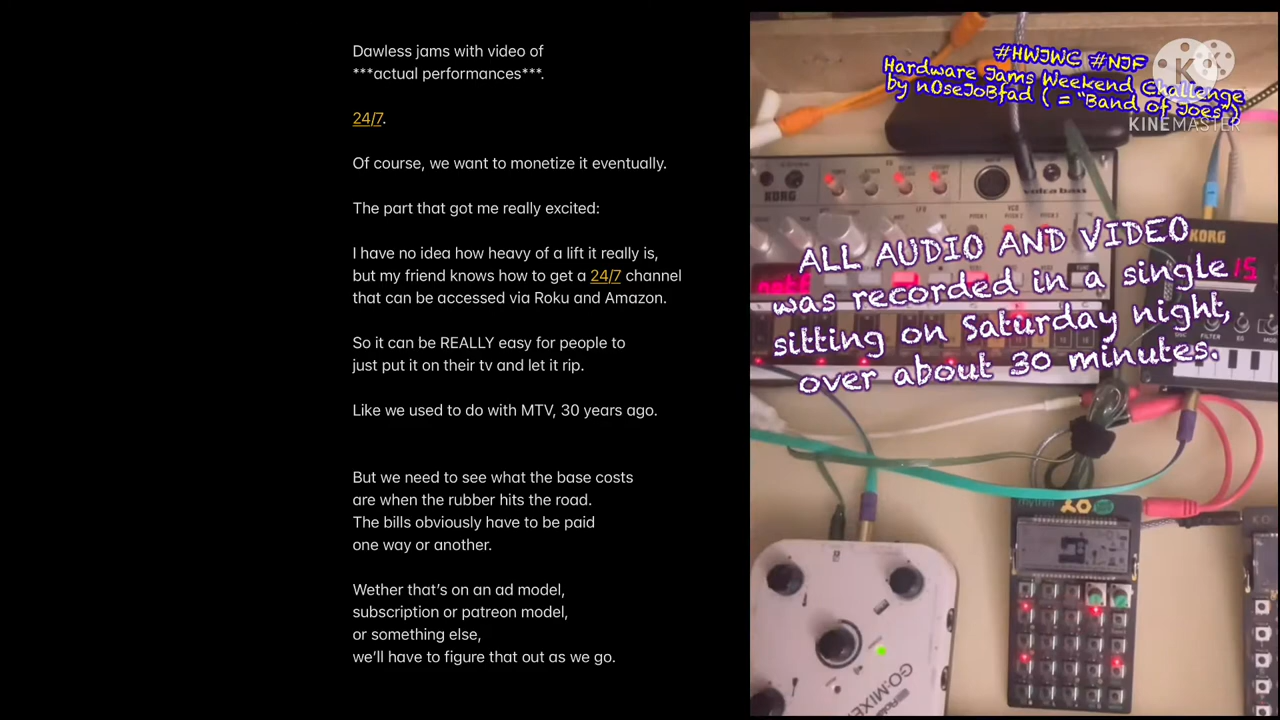 Dawless jams with video of
***actual performances***.
24/7.
Of course, we want to monetize it eventually.
The part that got me really excited:
I have no idea how heavy of a lift it really is,
but my friend knows how to get a 24/7 channel
that can be accessed via Roku and Amazon.
So it can be REALLY easy for people to
just put it on their tv and let it rip.
Like we used to do with MTV, 30 years ago.
But we need to see what the base costs
are when the rubber hits the road.
The bills obviously have to be paid
one way or another.
Wether that’s on an ad model,
subscription or patreon model,
or something else,
we’ll have to figure that out as we go.
#HWJWC #NJF
Hardware Jams Weekend Challenge
by nOseJoBfad ( = "Band of Joes")
K
KINEMASTER
KORG
volca bass
ALL AUDIO AND VIDEO
was recorded in a single
sitting on Saturday night,
over about 30 minutes.
KORG
15
GO:MIXER